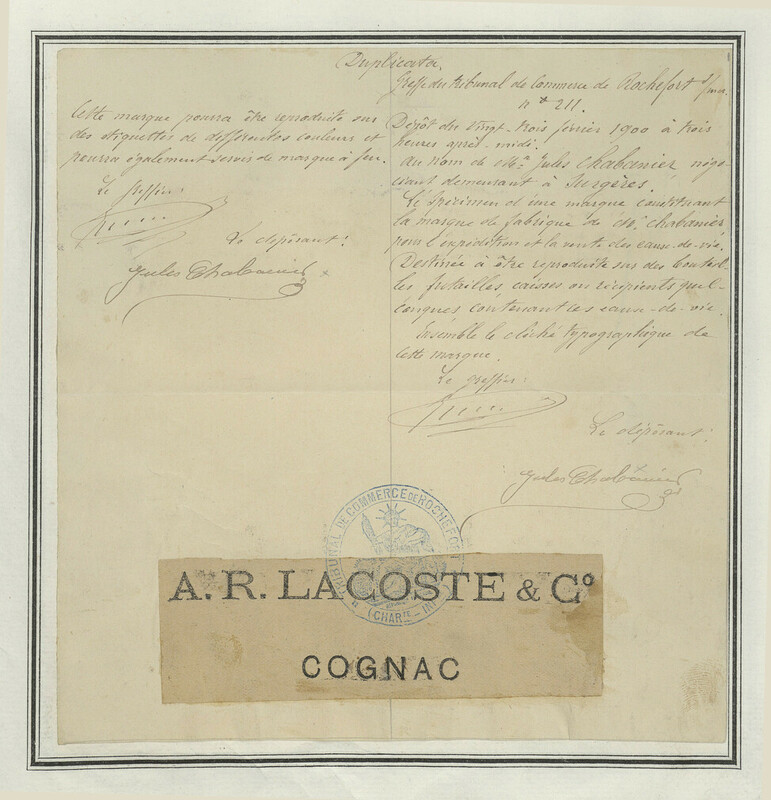 Duplicata.
Greffe du tribunal de Commerce de Rochefort s/mer
n° 211.
Dépôt du vingt-trois février 1900 à trois
heures après-midi.
au nom de Mr. Jules Chabanier, négo-
ciant demeurant à Surgères.
Le spécimen d'une marque constituant
la marque de fabrique de M. Chabanier
pour l'expédition et la vente des eaux-de-vie.
Destinée à être reproduite sur des bouteil-
les futailles caisses ou récipients quel-
conques contenant ces eaux-de-vie.
Ensemble le cliché typographique de
cette marque.
Le greffier:
Le déposant:
Jules Chabanier
Cette marque pourra être reproduite sur
des étiquettes de différentes couleurs et
pourra également servir de marque à feu.
Le greffier:
Le déposant:
Jules Chabanier
TRIBUNAL DE COMMERCE DE ROCHEFORT
(CHARTE-INF
A. R. LACOSTE & Co
COGNAC